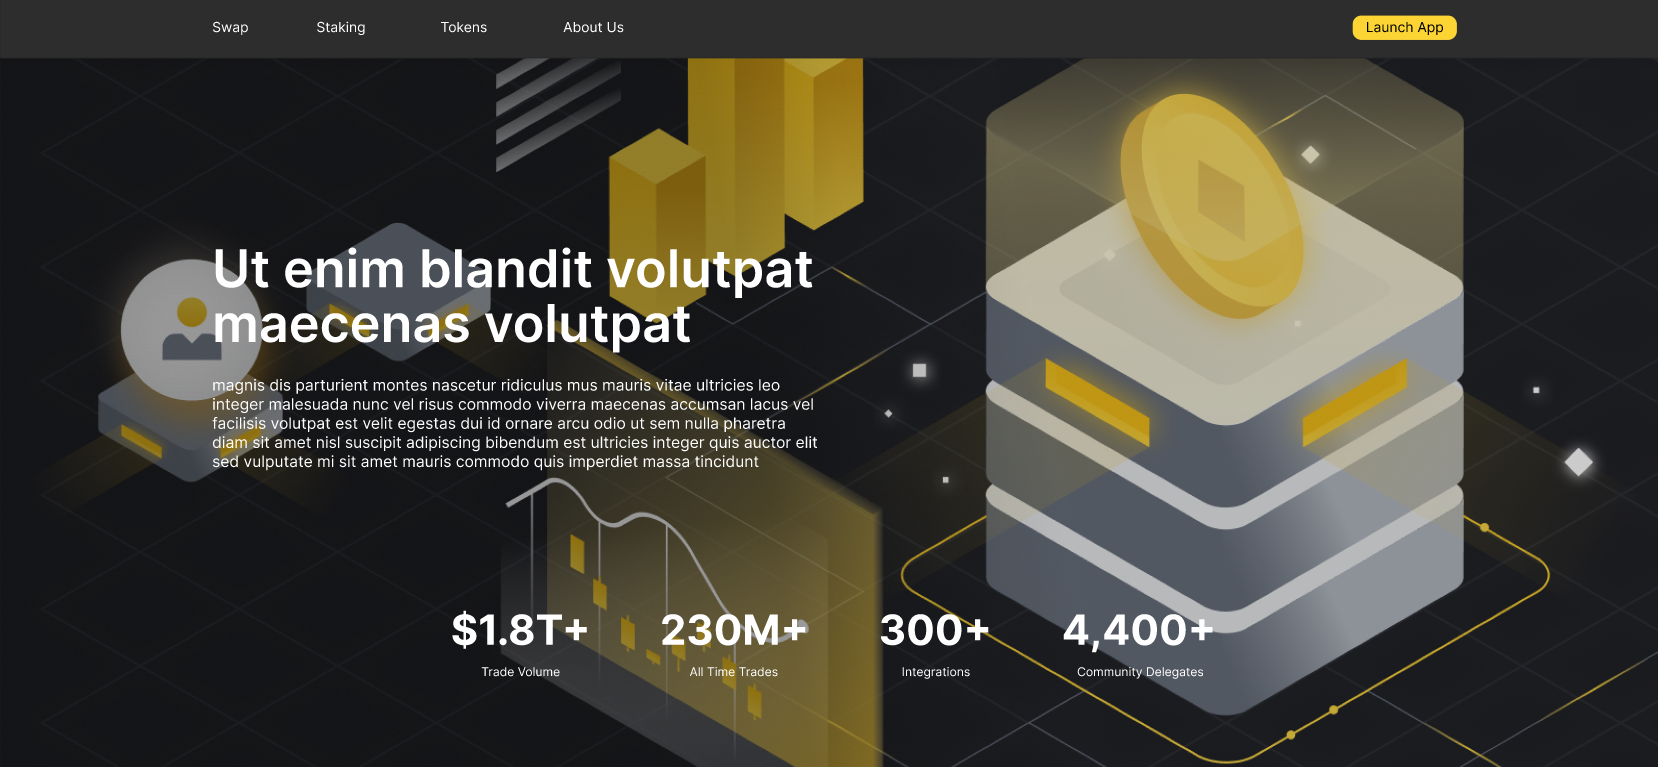 Swap
Staking
Tokens
About Us
Launch App
Ut enim blandit volutpat
maecenas volutpat
magnis dis parturient montes nascetur ridiculus mus mauris vitae ultricies leo
integer malesuada nunc vel risus commodo viverra maecenas accumsan lacus vel
facilisis volutpat est velit egestas dui id ornare arcu odio ut sem nulla pharetra
diam sit amet nisl suscipit adipiscing bibendum est ultricies integer quis auctor elit
sed vulputate mi sit amet mauris commodo quis imperdiet massa tincidunt
$1.8T+
Trade Volume
230M+
All Time Trades
300+
Integrations
4,400+
Community Delegates